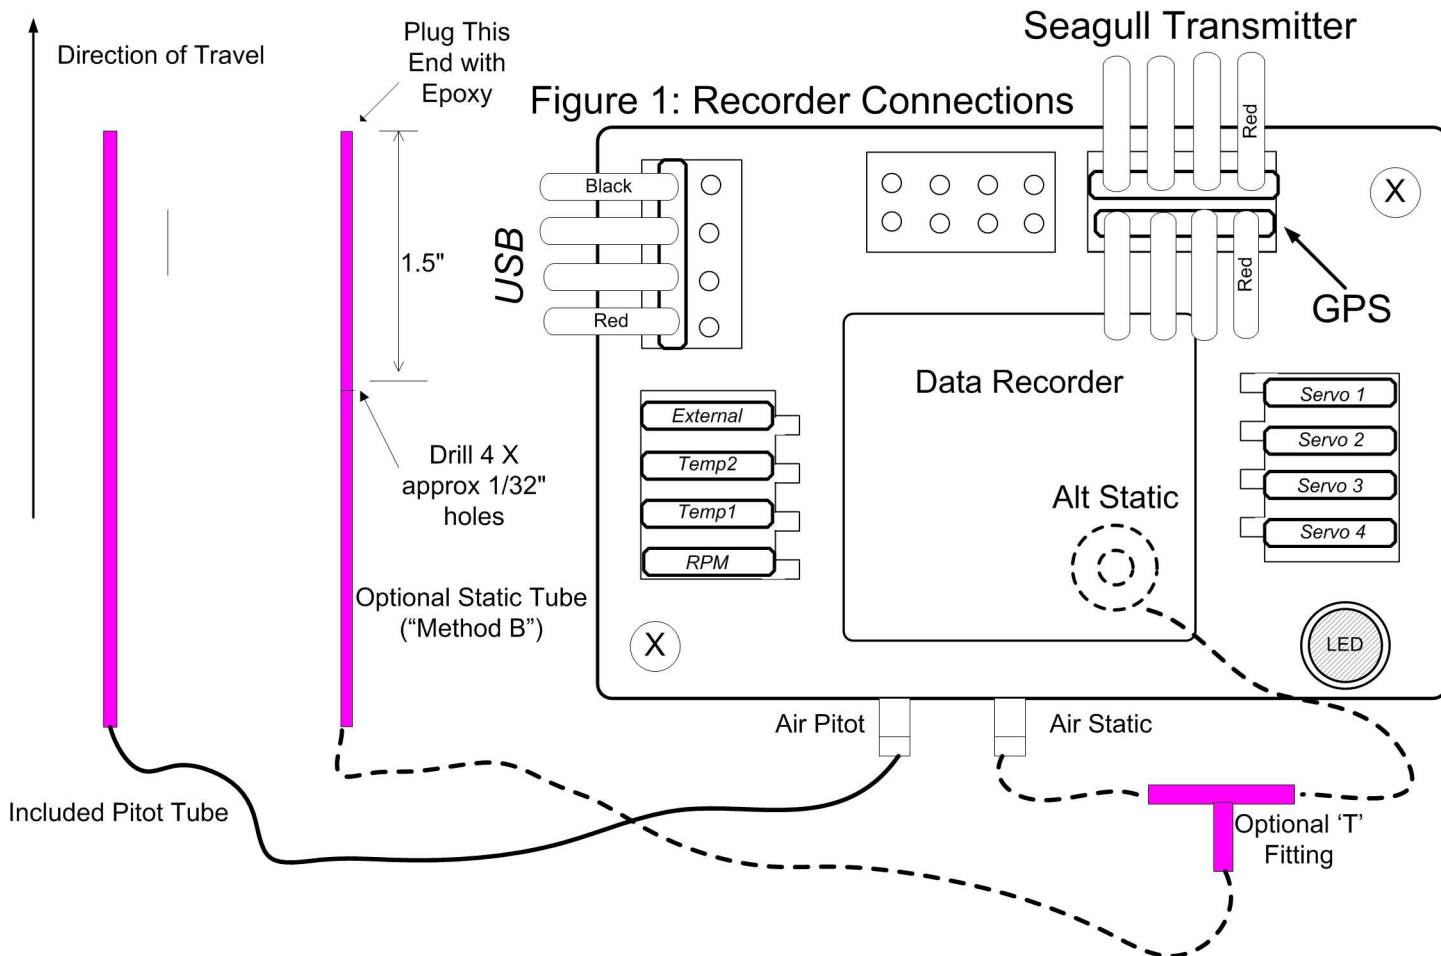 Direction of Travel
Plug This
End with
Epoxy
Seagull Transmitter
Figure 1: Recorder Connections
Red
Black
USB
Red
1.5"
X
Red
GPS
Data Recorder
External
Temp2
Temp1
RPM
Servo 1
Servo 2
Servo 3
Servo 4
Drill 4 X
approx 1/32"
holes
Alt Static
Optional Static Tube
(“Method B”)
X
LED
Air Pitot
Air Static
Included Pitot Tube
Optional ‘T’
Fitting